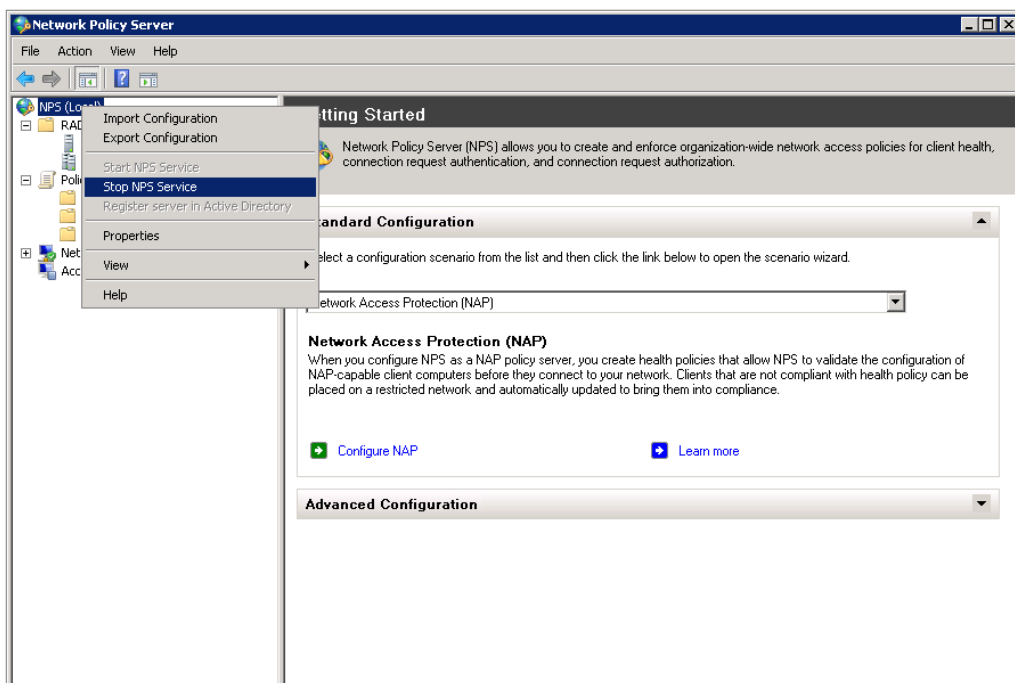 Network Policy Server
File Action View Help
NPS (Local)
Import Configuration
Export Configuration
Start NPS Service
Stop NPS Service
Register server in Active Directory
Properties
View
Help
RAD
Poli
Net
Acc
etting Started
Network Policy Server (NPS) allows you to create and enforce organization-wide network access policies for client health,
connection request authentication, and connection request authorization.
tandard Configuration
elect a configuration scenario from the list and then click the link below to open the scenario wizard.
etwork Access Protection (NAP)
Network Access Protection (NAP)
When you configure NPS as a NAP policy server, you create health policies that allow NPS to validate the configuration of
NAP-capable client computers before they connect to your network. Clients that are not compliant with health policy can be
placed on a restricted network and automatically updated to bring them into compliance.
Configure NAP
Learn more
Advanced Configuration